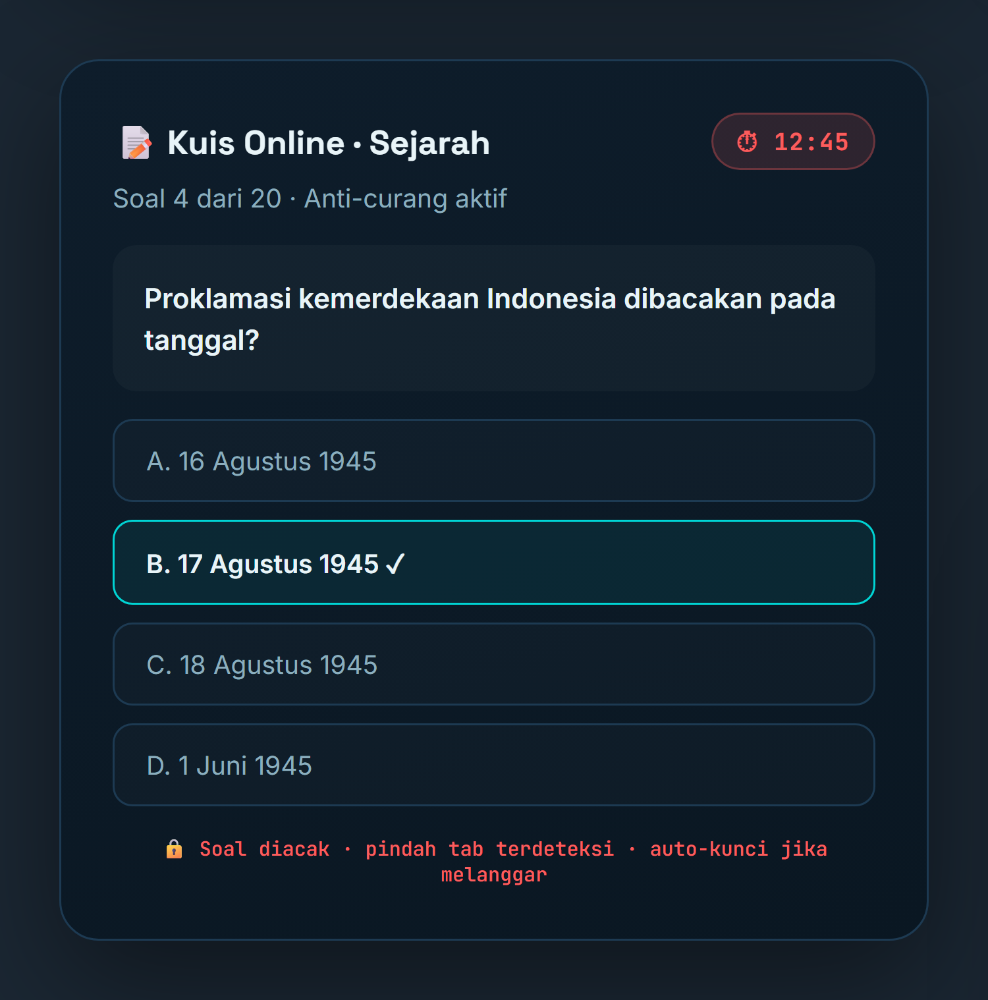 📝 Kuis Online · Sejarah
⏱ 12:45
Soal 4 dari 20 · Anti-curang aktif
Proklamasi kemerdekaan Indonesia dibacakan pada
tanggal?
A. 16 Agustus 1945
B. 17 Agustus 1945 ✓
C. 18 Agustus 1945
D. 1 Juni 1945
🔒 Soal diacak · pindah tab terdeteksi · auto-kunci jika
melanggar